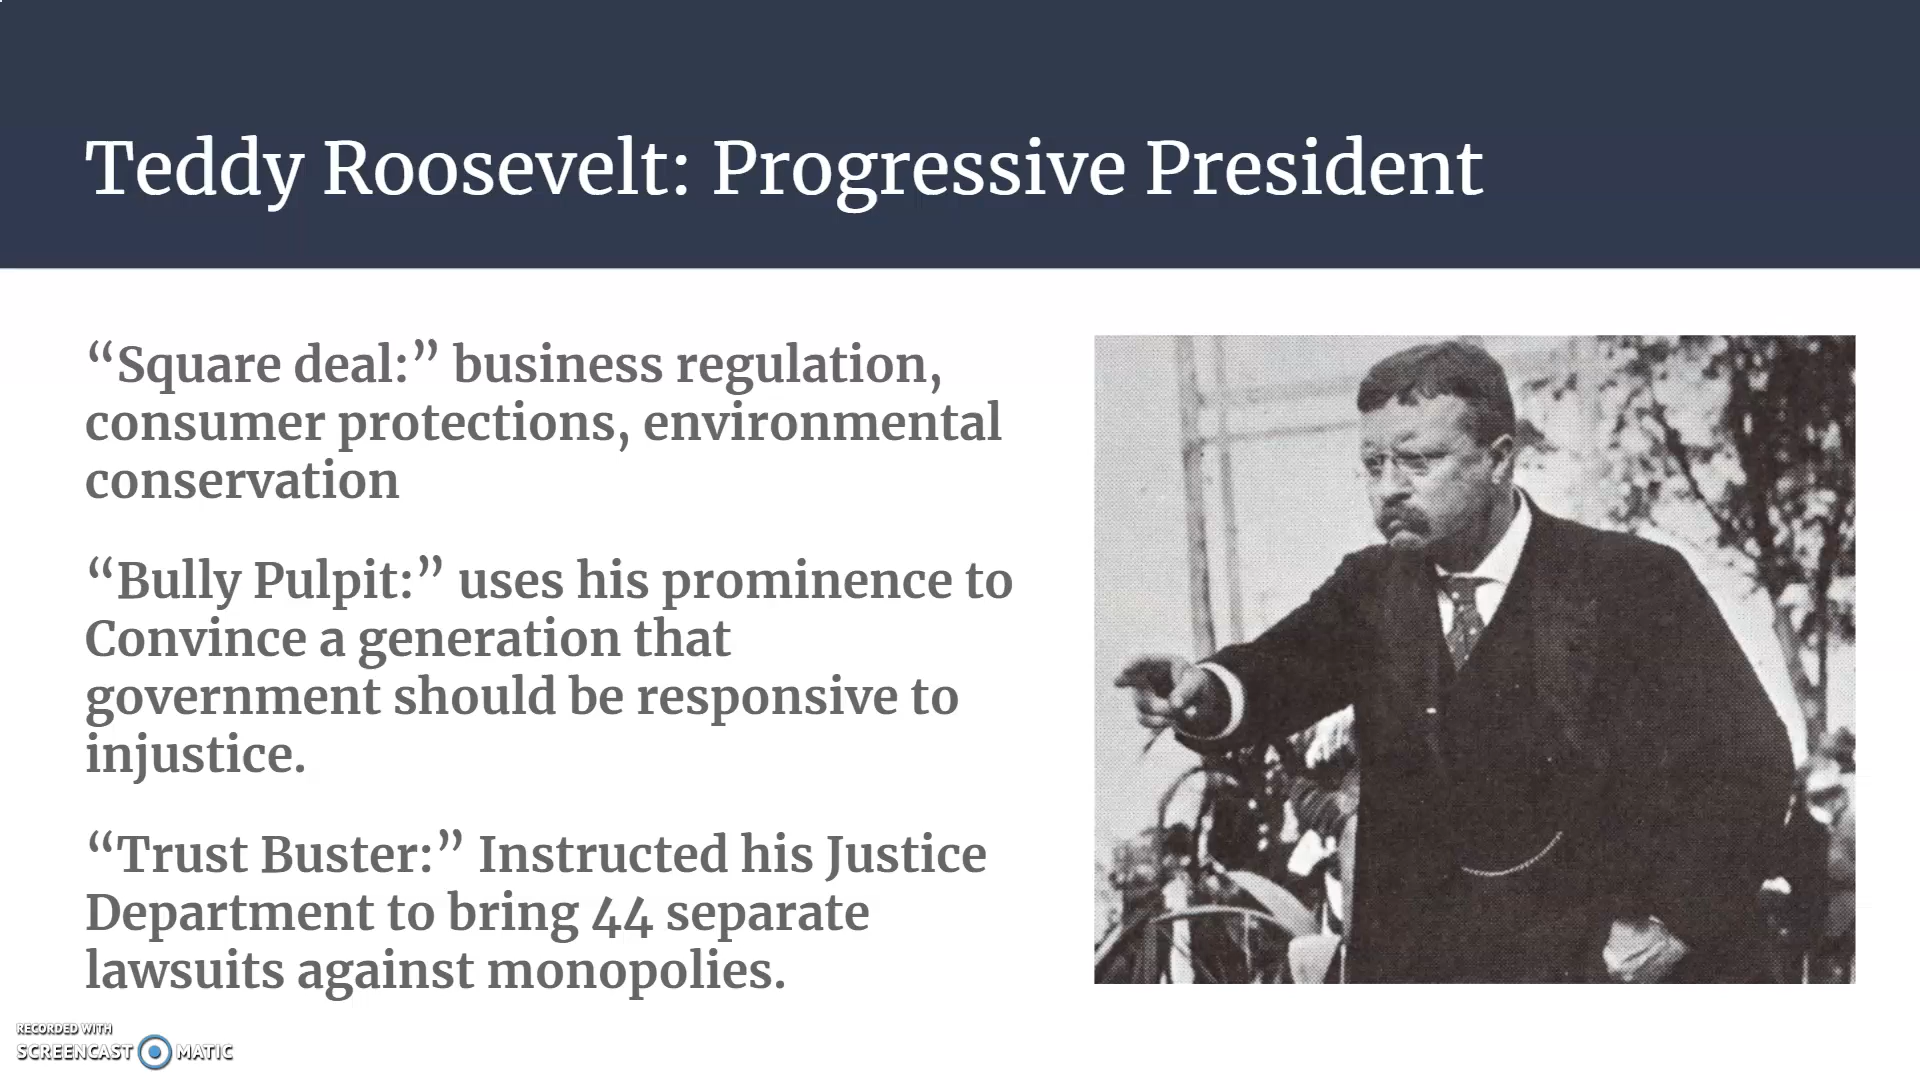 Teddy Roosevelt: Progressive President
“Square deal:” business regulation,
consumer protections, environmental
conservation
“Bully Pulpit:” uses his prominence to
Convince a generation that
government should be responsive to
injustice.
“Trust Buster:” Instructed his Justice
Department to bring 44 separate
lawsuits against monopolies.
RECORDED WITH
SCREENCAST MATIC